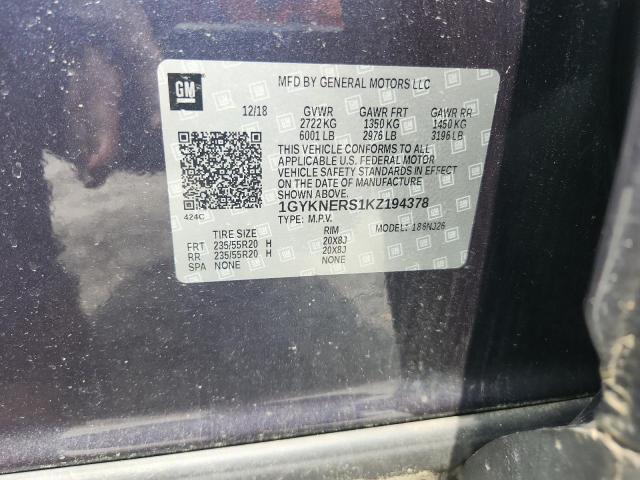 GM
MFD BY GENERAL MOTORS LLC
12/18 GVWR GAWR FRT GAWR RR
2722 KG 1350 KG 1450 KG
6001 LB 2976 LB 3196 LB
THIS VEHICLE CONFORMS TO ALL
APPLICABLE U.S. FEDERAL MOTOR
VEHICLE SAFETY STANDARDS IN
EFFECT ON THE DATE OF MANUFACTURE
SHOWN ABOVE.
1GYKNERS1KZ194378
424C
TYPE: M.P.V. MODEL: 186NJ26
TIRE SIZE RIM
FRT 235/55R20 H 20X8J
RR 235/55R20 H 20X8J
SPA NONE NONE